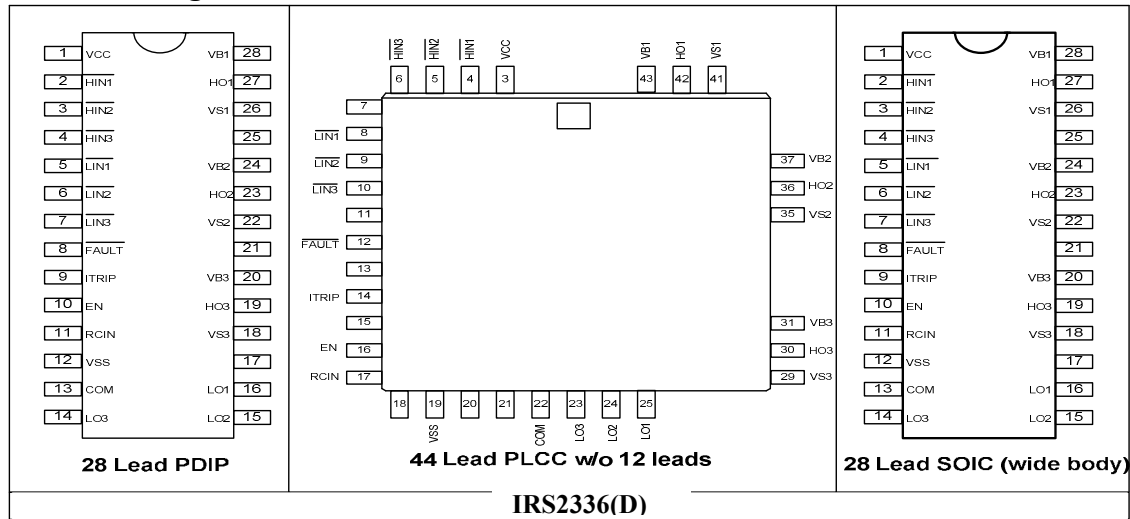 1 VCC VB1 28
2 HIN1 HO1 27
3 HIN2 VS1 26
4 HIN3 25
5 LIN1 VB2 24
6 LIN2 HO2 23
7 LIN3 VS2 22
8 FAULT 21
9 ITRIP VB3 20
10 EN HO3 19
11 RCIN VS3 18
12 VSS 17
13 COM LO1 16
14 LO3 LO2 15
28 Lead PDIP
HIN3 HIN2 HIN1 VCC VB1 HO1 VS1
6 5 4 3 43 42 41
7
LIN1 8
LIN2 9 37 VB2
LIN3 10 36 HO2
11 35 VS2
FAULT 12
13
ITRIP 14
15 31 VB3
EN 16 30 HO3
RCIN 17 29 VS3
18 19 20 21 22 23 24 25
VSS COM LO3 LO2 LO1
44 Lead PLCC w/o 12 leads
1 VCC VB1 28
2 HIN1 HO1 27
3 HIN2 VS1 26
4 HIN3 25
5 LIN1 VB2 24
6 LIN2 HO2 23
7 LIN3 VS2 22
8 FAULT 21
9 ITRIP VB3 20
10 EN HO3 19
11 RCIN VS3 18
12 VSS 17
13 COM LO1 16
14 LO3 LO2 15
28 Lead SOIC (wide body)
IRS2336(D)